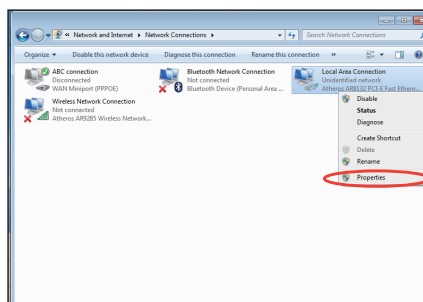 « Network and Internet ▸ Network Connections ▸
Search Network Connections
Organize ▾ Disable this network device Diagnose this connection Rename this connection »
ABC connection
Disconnected
WAN Miniport (PPPOE)
Bluetooth Network Connection
Not connected
Bluetooth Device (Personal Area ...
Local Area Connection
Unidentified network
Atheros AR8132 PCI-E Fast Ethern...
Wireless Network Connection
Not connected
Atheros AR9285 Wireless Network...
Disable
Status
Diagnose
Create Shortcut
Delete
Rename
Properties